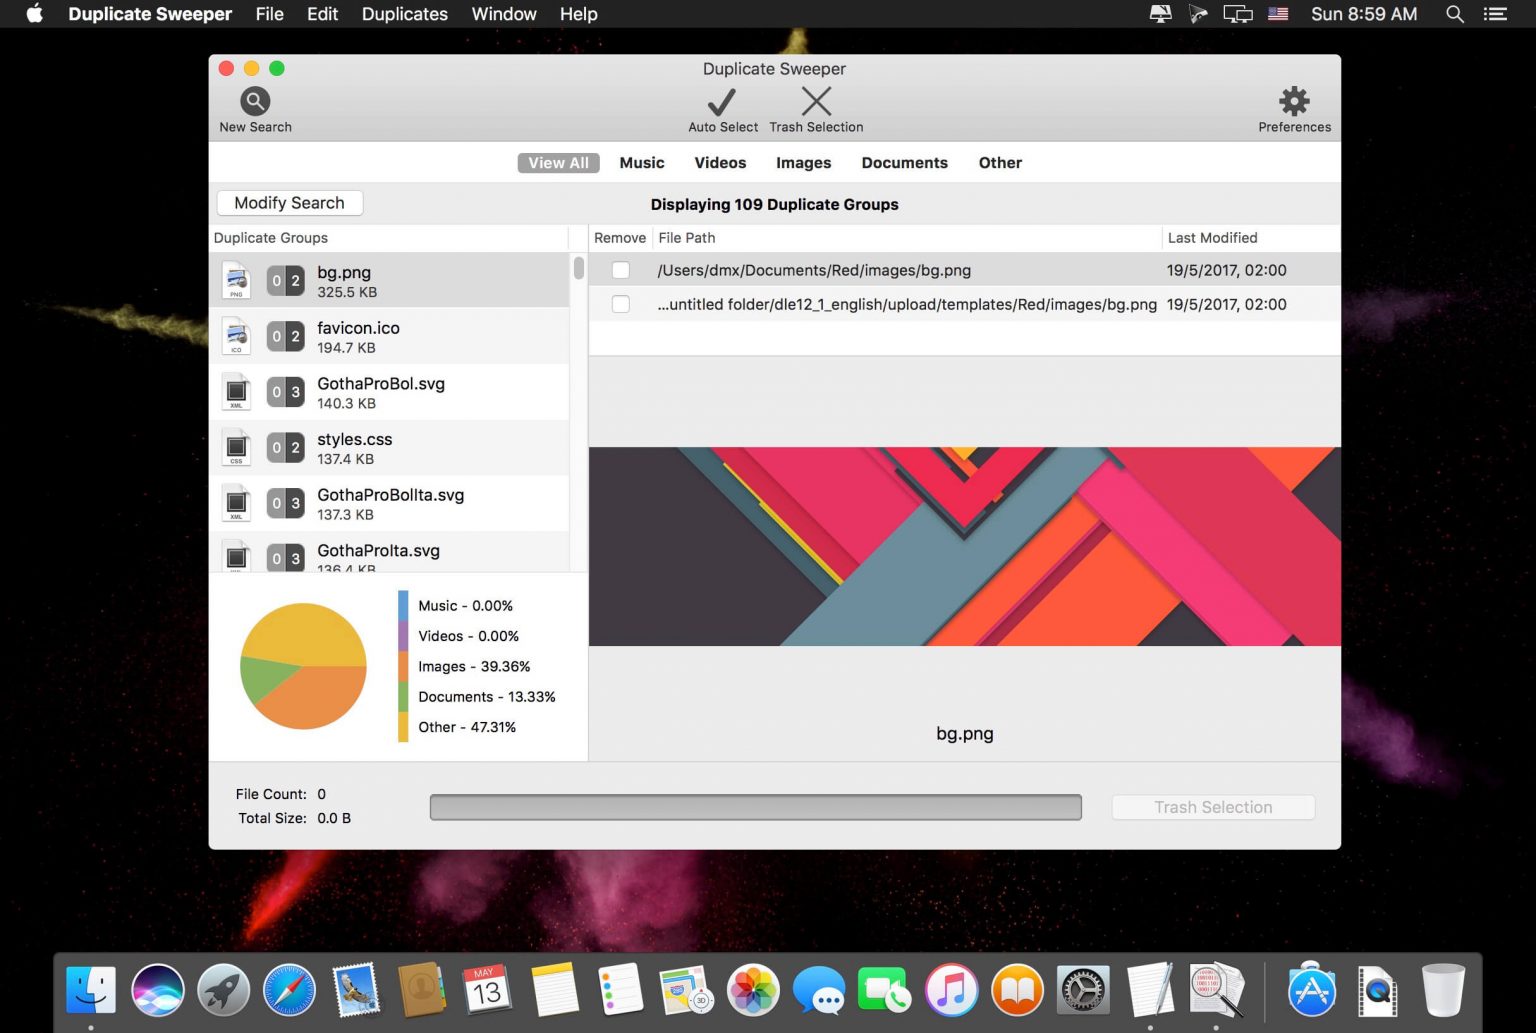 Duplicate Sweeper File Edit Duplicates Window Help Sun 8:59 AM
Duplicate Sweeper
New Search Auto Select Trash Selection Preferences
View All Music Videos Images Documents Other
Modify Search Displaying 109 Duplicate Groups
Duplicate Groups Remove File Path Last Modified
PNG 0 2 bg.png
325.5 KB
/Users/dmx/Documents/Red/images/bg.png 19/5/2017, 02:00
...untitled folder/dle12_1_english/upload/templates/Red/images/bg.png 19/5/2017, 02:00
ICO 0 2 favicon.ico
194.7 KB
XML 0 3 GothaProBol.svg
140.3 KB
CSS 0 2 styles.css
137.4 KB
XML 0 3 GothaProBolIta.svg
137.3 KB
0 3 GothaProIta.svg
136.4 KB
Music - 0.00%
Videos - 0.00%
Images - 39.36%
Documents - 13.33%
Other - 47.31%
bg.png
File Count: 0
Total Size: 0.0 B
Trash Selection
MAY
13
3D